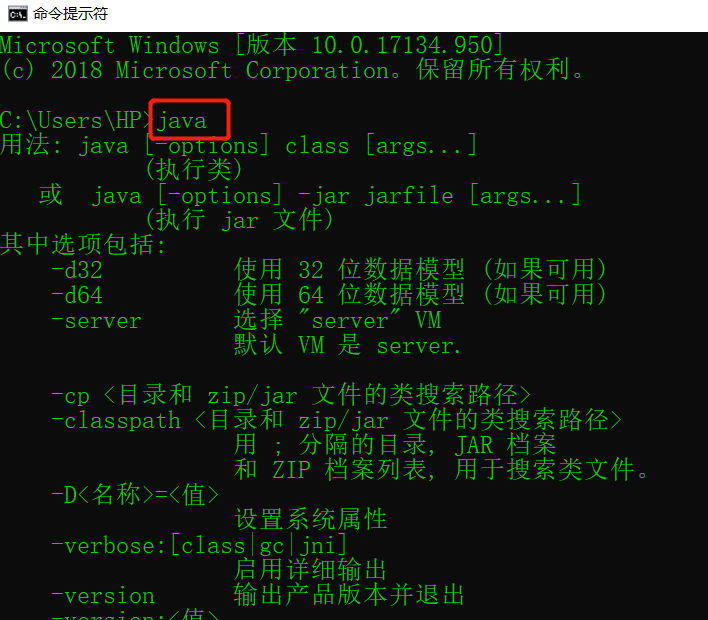 命令提示符
Microsoft Windows [版本 10.0.17134.950]
(c) 2018 Microsoft Corporation。保留所有权利。
C:\Users\HP>java
用法: java [-options] class [args...]
(执行类)
或 java [-options] -jar jarfile [args...]
(执行 jar 文件)
其中选项包括:
-d32 使用 32 位数据模型 (如果可用)
-d64 使用 64 位数据模型 (如果可用)
-server 选择 "server" VM
默认 VM 是 server.
-cp <目录和 zip/jar 文件的类搜索路径>
-classpath <目录和 zip/jar 文件的类搜索路径>
用 ; 分隔的目录, JAR 档案
和 ZIP 档案列表, 用于搜索类文件。
-D<名称>=<值>
设置系统属性
-verbose:[class|gc|jni]
启用详细输出
-version 输出产品版本并退出
-version:<值>